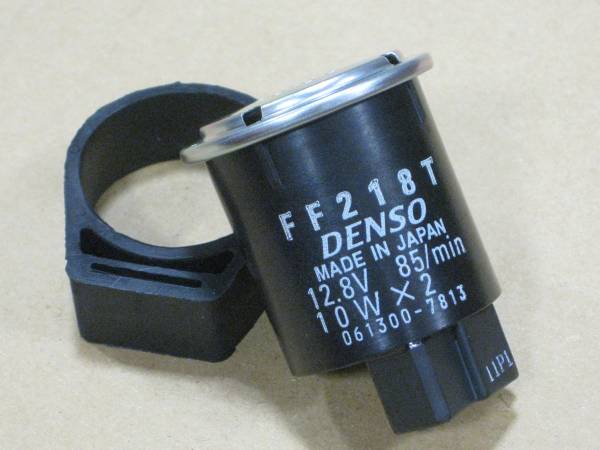 FF218T
DENSO
MADE IN JAPAN
12.8V 85/min
10W×2
061300-7813
11P1